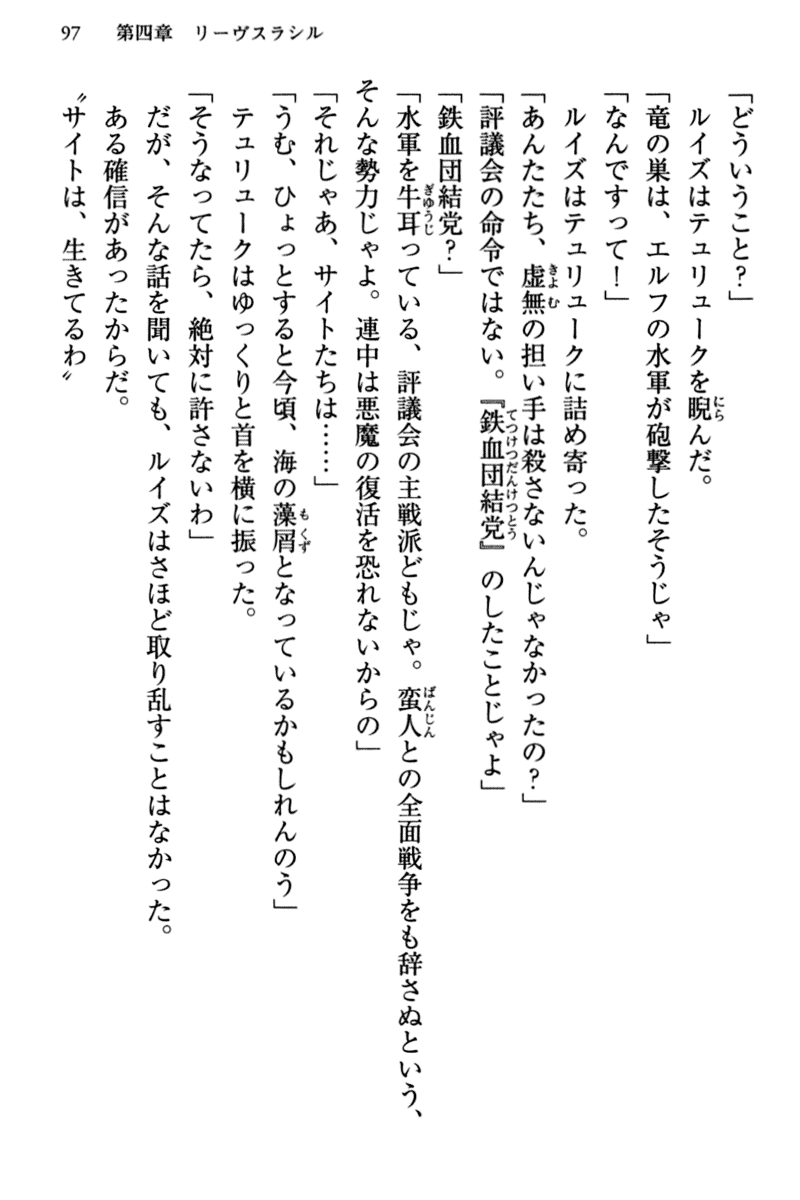 97　第四章　リーヴスラシル
「どういうこと？」
　ルイズはテュリュークを睨んだ。
「竜の巣は、エルフの水軍が砲撃したそうじゃ」
「なんですって！」
　ルイズはテュリュークに詰め寄った。
「あんたたち、虚無の担い手は殺さないんじゃなかったの？」
「評議会の命令ではない。『鉄血団結党』のしたことじゃよ」
「鉄血団結党？」
「水軍を牛耳っている、評議会の主戦派どもじゃ。蛮人との全面戦争をも辞さぬという、
そんな勢力じゃよ。連中は悪魔の復活を恐れないからの」
「それじゃあ、サイトたちは……」
「うむ、ひょっとすると今頃、海の藻屑となっているかもしれんのう」
　テュリュークはゆっくりと首を横に振った。
「そうなってたら、絶対に許さないわ」
　だが、そんな話を聞いても、ルイズはさほど取り乱すことはなかった。
　ある確信があったからだ。
〝サイトは、生きてるわ〟